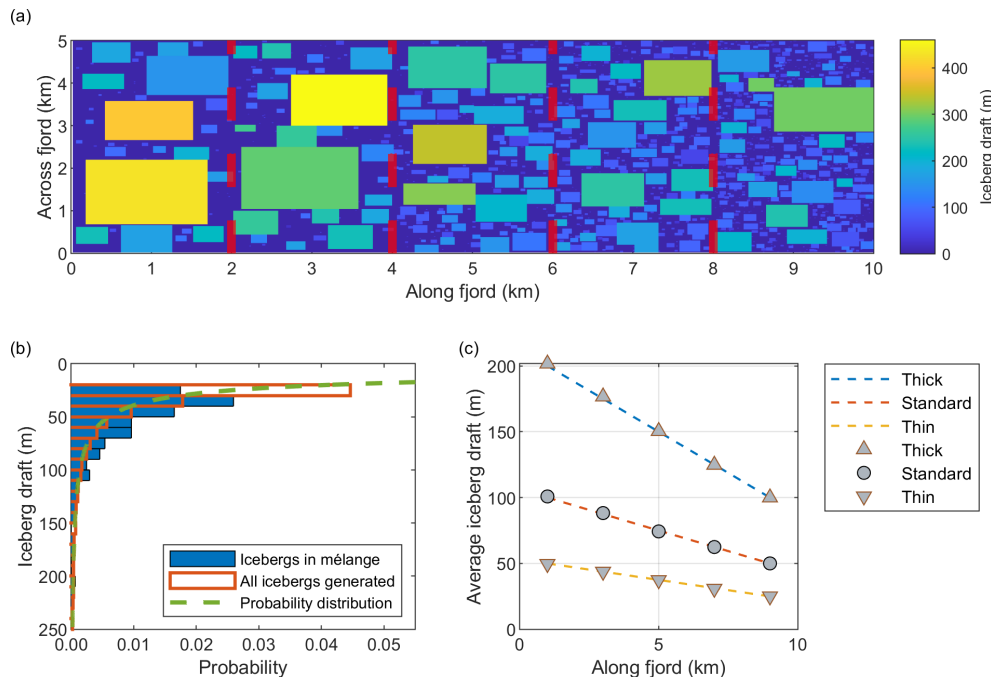 (a)
5
4
3
2
1
0
Across fjord (km)
0 1 2 3 4 5 6 7 8 9 10
Along fjord (km)
400
300
200
100
0
Iceberg draft (m)
(b)
0
50
100
150
200
250
Iceberg draft (m)
0.00 0.01 0.02 0.03 0.04 0.05
Probability
Icebergs in mélange
All icebergs generated
Probability distribution
(c)
200
150
100
50
0
Average iceberg draft (m)
0 5 10
Along fjord (km)
Thick
Standard
Thin
Thick
Standard
Thin